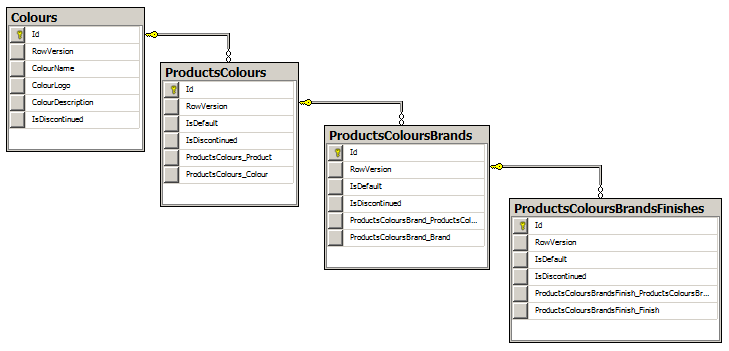 Colours
Id
RowVersion
ColourName
ColourLogo
ColourDescription
IsDiscontinued
ProductsColours
Id
RowVersion
IsDefault
IsDiscontinued
ProductsColours_Product
ProductsColours_Colour
ProductsColoursBrands
Id
RowVersion
IsDefault
IsDiscontinued
ProductsColoursBrand_ProductsCol...
ProductsColoursBrand_Brand
ProductsColoursBrandsFinishes
Id
RowVersion
IsDefault
IsDiscontinued
ProductsColoursBrandsFinish_ProductsColoursBr...
ProductsColoursBrandsFinish_Finish